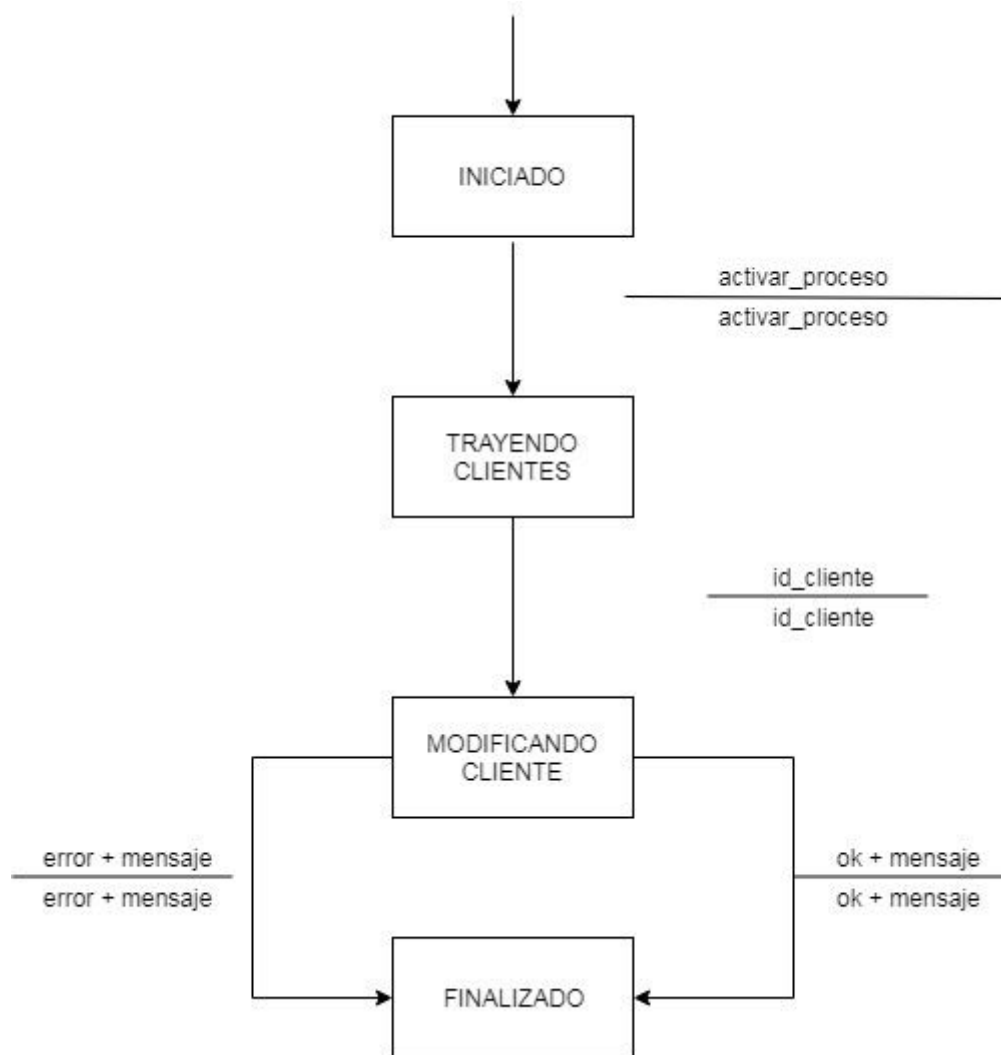 INICIADO
activar_proceso
activar_proceso
TRAYENDO
CLIENTES
id_cliente
id_cliente
MODIFICANDO
CLIENTE
error + mensaje
error + mensaje
ok + mensaje
ok + mensaje
FINALIZADO